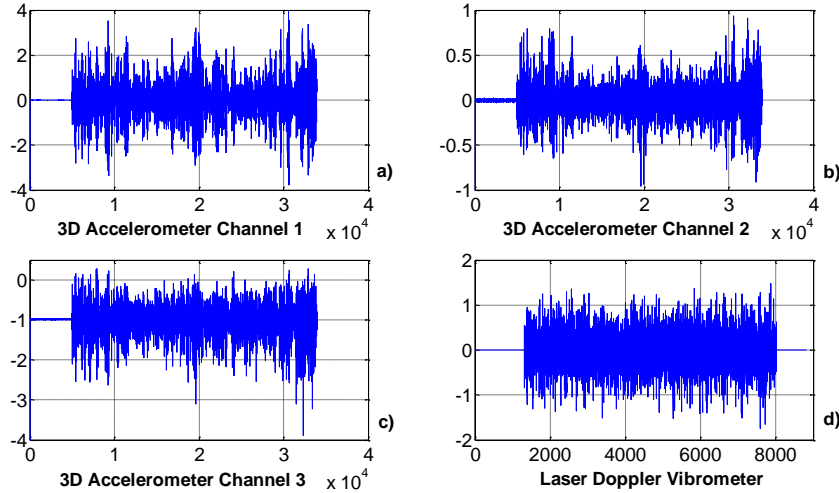 4
2
0
-2
4
0 1 2 3 4
3D Accelerometer Channel 1 x 10^4
a)
1
0.5
0
-0.5
-1
0 1 2 3 4
3D Accelerometer Channel 2 x 10^4
b)
0
-1
-2
-3
-4
0 1 2 3 4
3D Accelerometer Channel 3 x 10^4
c)
2
1
0
-1
-2
2000 4000 6000 8000
Laser Doppler Vibrometer
d)